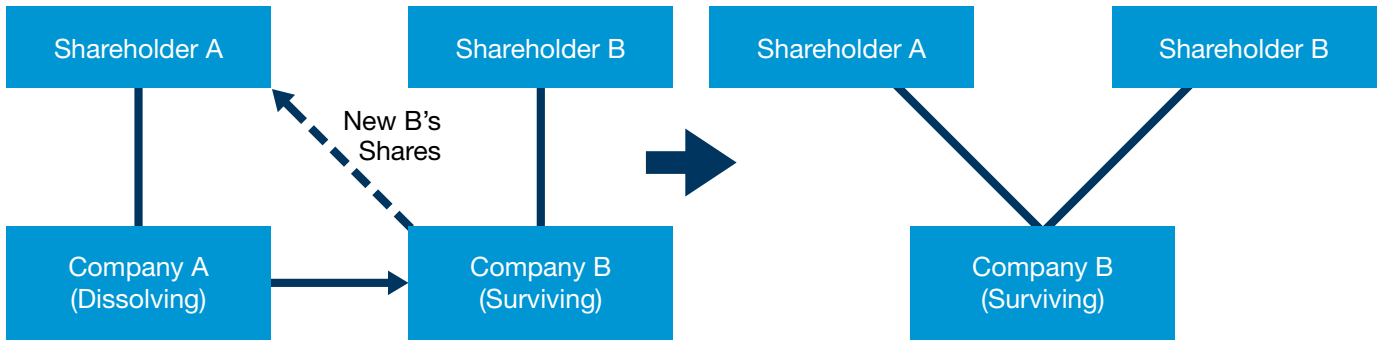 Shareholder A
Shareholder B
New B’s
Shares
Company A
(Dissolving)
Company B
(Surviving)
Shareholder A
Shareholder B
Company B
(Surviving)